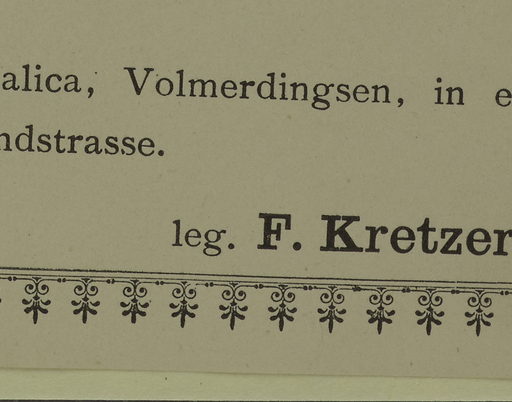 alica, Volmerdingsen, in e
ndstrasse.
leg. F. Kretzer